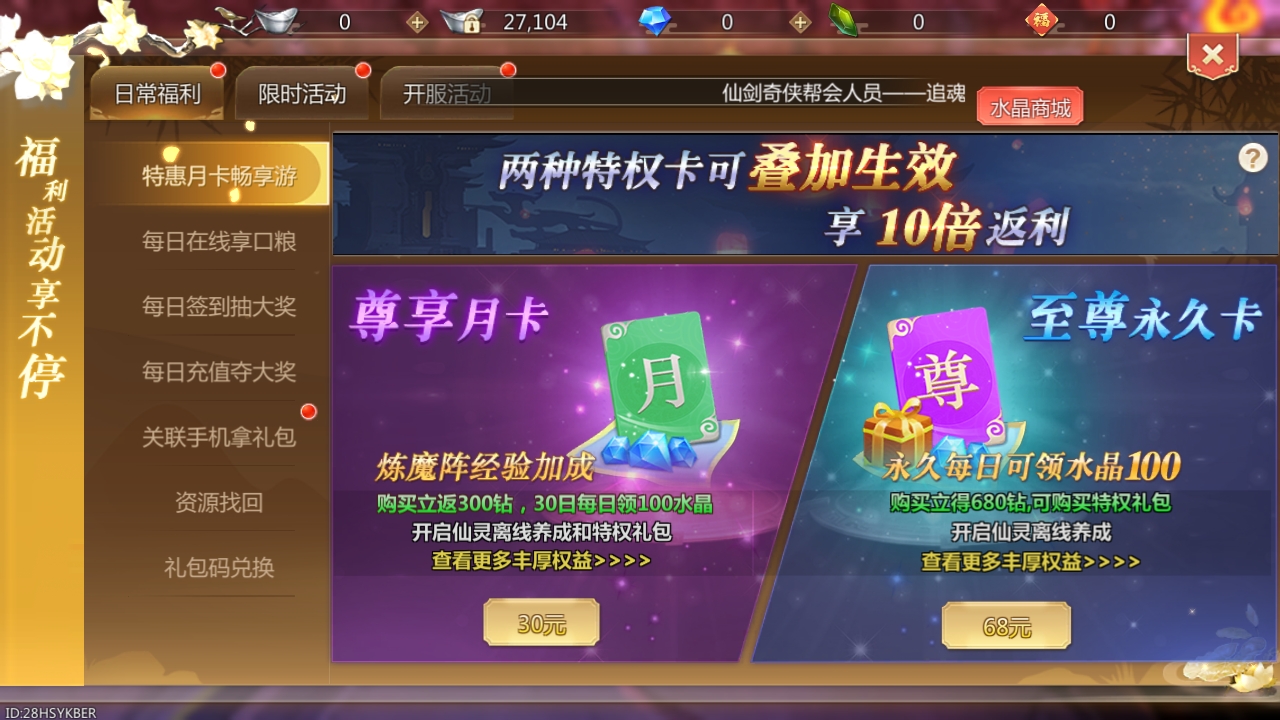 0
27,104
0
0
福
0
日常福利
限时活动
开服活动
仙剑奇侠帮会人员——追魂
水晶商城
福利活动享不停
特惠月卡畅享游
每日在线享口粮
每日签到抽大奖
每日充值夺大奖
关联手机拿礼包
资源找回
礼包码兑换
两种特权卡可叠加生效
享10倍返利
?
尊享月卡
月
炼魔阵经验加成
购买立返300钻，30日每日领100水晶
开启仙灵离线养成和特权礼包
查看更多丰厚权益>>>>
30元
至尊永久卡
尊
永久每日可领水晶100
购买立得680钻,可购买特权礼包
开启仙灵离线养成
查看更多丰厚权益>>>>
68元
ID:28HSYKBER